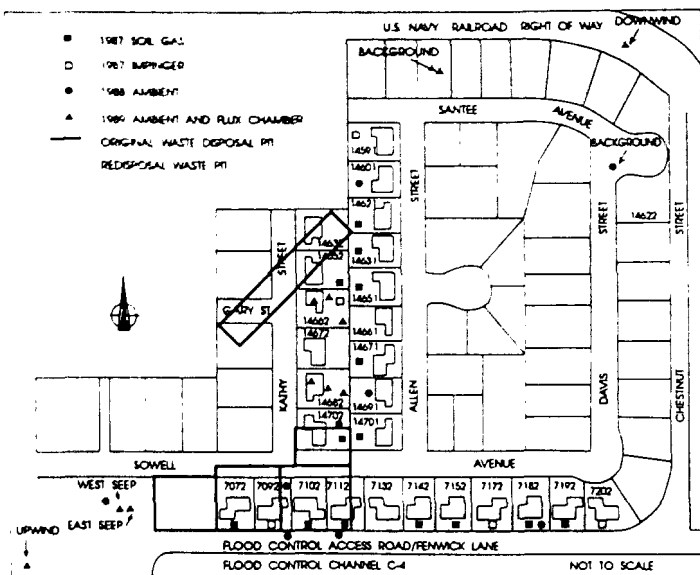 U.S. NAVY RAILROAD RIGHT OF WAY
DOWNWIND
BACKGROUND
1987 SOIL GAS
1987 IMPINGER
1988 AMBIENT
1989 AMBIENT AND FLUX CHAMBER
ORIGINAL WASTE DISPOSAL PIT
REDISPOSAL WASTE PIT
SANTEE AVENUE
BACKGROUND
14591
14601
14621
14631
14651
14661
14671
14691
14701
14622
14632
14652
14662
14672
14682
14702
STREET
STREET
STREET
STREET
GARY ST
KATHY
ALLEN
DAVIS
CHESTNUT
SOWELL AVENUE
WEST SEEP
EAST SEEP
UPWIND
7072
7092
7102
7112
7132
7142
7152
7172
7182
7192
7202
FLOOD CONTROL ACCESS ROAD/FENWICK LANE
FLOOD CONTROL CHANNEL C-4
NOT TO SCALE